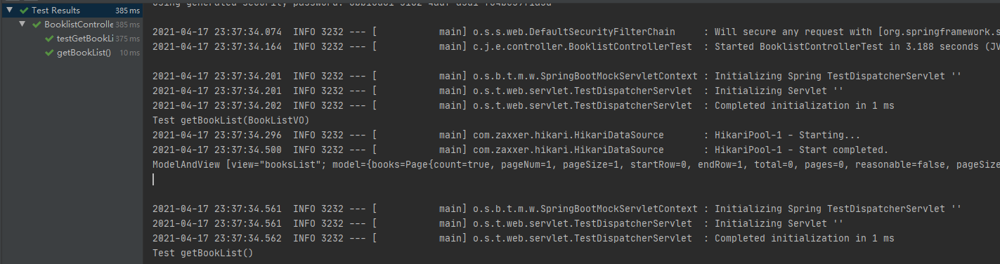 Test Results 385 ms
BooklistControlle 385 ms
testGetBookLi 375 ms
getBookList() 10 ms
2021-04-17 23:37:34.074  INFO 3232 --- [           main] o.s.s.web.DefaultSecurityFilterChain     : Will secure any request with [org.springframework.s
2021-04-17 23:37:34.164  INFO 3232 --- [           main] c.j.e.controller.BooklistControllerTest  : Started BooklistControllerTest in 3.188 seconds (JV
2021-04-17 23:37:34.201  INFO 3232 --- [           main] o.s.b.t.m.w.SpringBootMockServletContext : Initializing Spring TestDispatcherServlet ''
2021-04-17 23:37:34.201  INFO 3232 --- [           main] o.s.t.web.servlet.TestDispatcherServlet  : Initializing Servlet ''
2021-04-17 23:37:34.202  INFO 3232 --- [           main] o.s.t.web.servlet.TestDispatcherServlet  : Completed initialization in 1 ms
Test getBookList(BookListVO)
2021-04-17 23:37:34.296  INFO 3232 --- [           main] com.zaxxer.hikari.HikariDataSource       : HikariPool-1 - Starting...
2021-04-17 23:37:34.500  INFO 3232 --- [           main] com.zaxxer.hikari.HikariDataSource       : HikariPool-1 - Start completed.
ModelAndView [view="booksList"; model={books=Page{count=true, pageNum=1, pageSize=1, startRow=0, endRow=1, total=0, pages=0, reasonable=false, pageSize
2021-04-17 23:37:34.561  INFO 3232 --- [           main] o.s.b.t.m.w.SpringBootMockServletContext : Initializing Spring TestDispatcherServlet ''
2021-04-17 23:37:34.561  INFO 3232 --- [           main] o.s.t.web.servlet.TestDispatcherServlet  : Initializing Servlet ''
2021-04-17 23:37:34.562  INFO 3232 --- [           main] o.s.t.web.servlet.TestDispatcherServlet  : Completed initialization in 1 ms
Test getBookList()